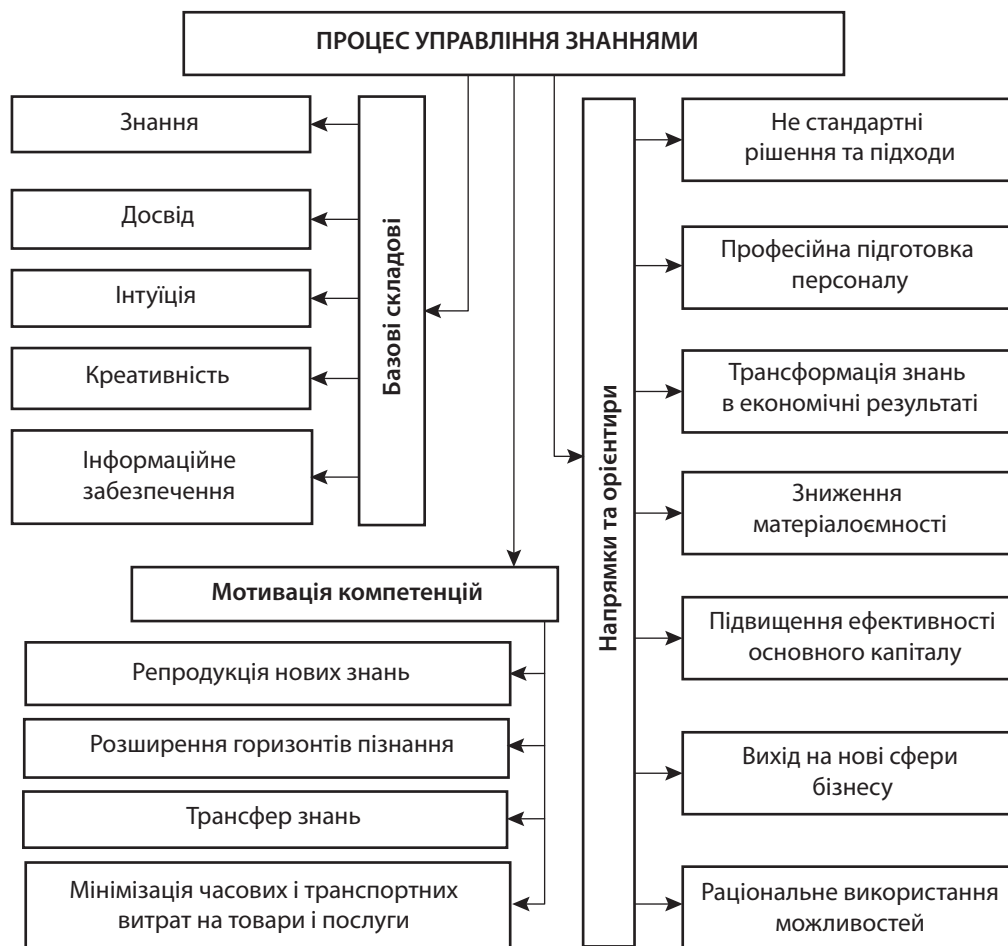 ПРОЦЕС УПРАВЛІННЯ ЗНАННЯМИ
Базові складові
Знання
Досвід
Інтуїція
Креативність
Інформаційне
забезпечення
Мотивація компетенцій
Репродукція нових знань
Розширення горизонтів пізнання
Трансфер знань
Мінімізація часових і транспортних
витрат на товари і послуги
Напрямки та орієнтири
Не стандартні
рішення та підходи
Професійна підготовка
персоналу
Трансформація знань
в економічні результаті
Зниження
матеріалоємності
Підвищення ефективності
основного капіталу
Вихід на нові сфери
бізнесу
Раціональне використання
можливостей